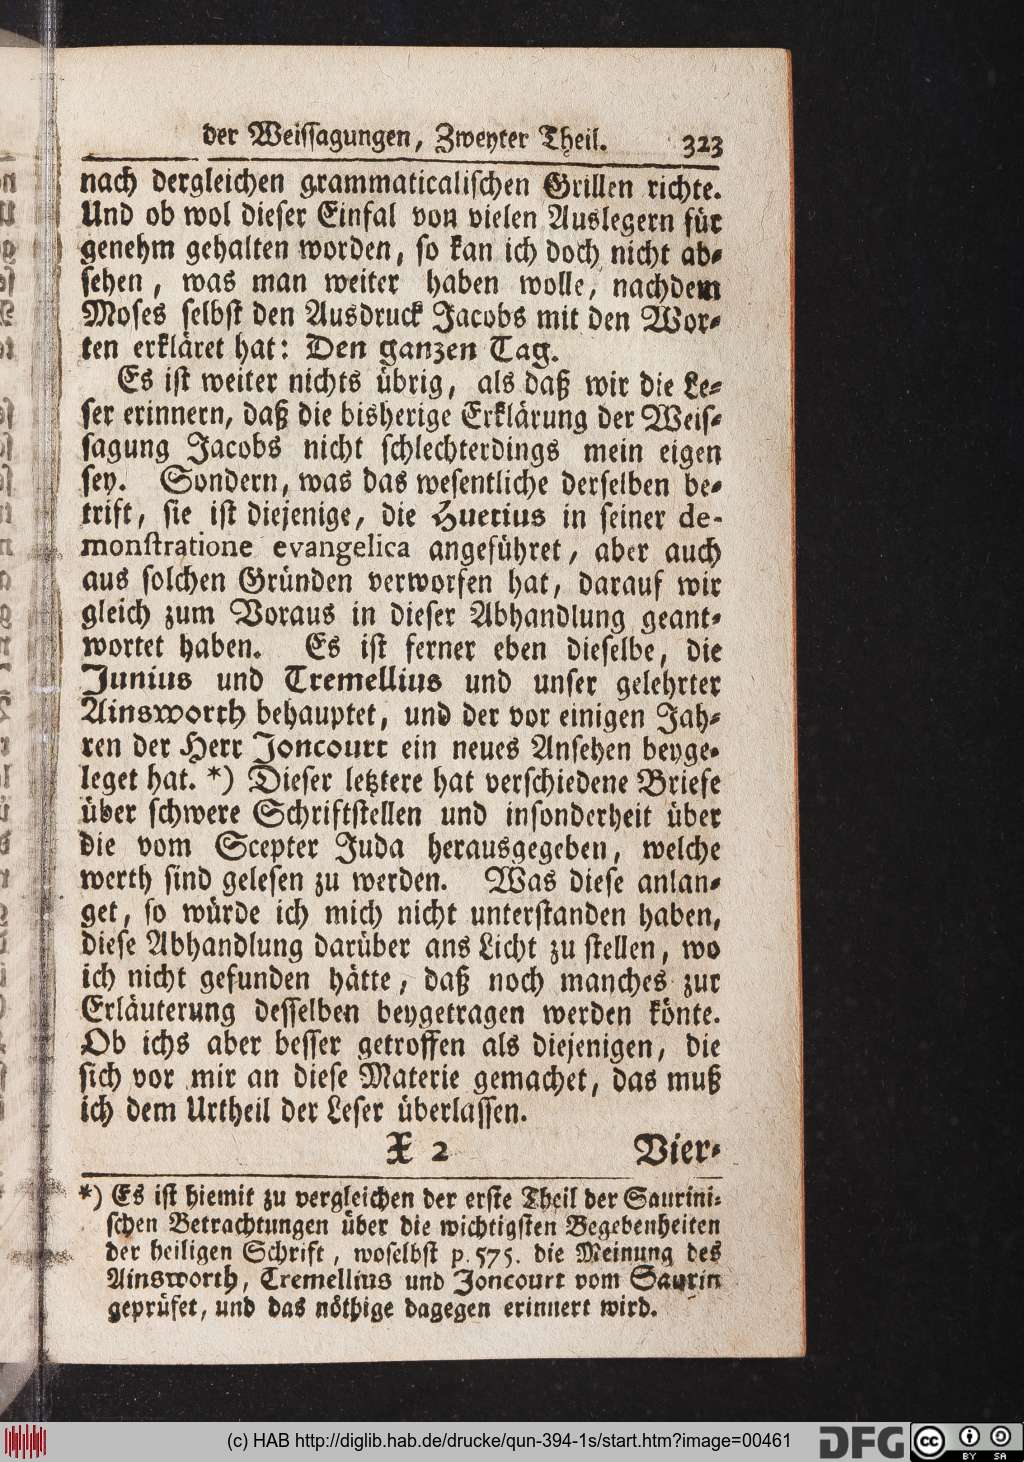 der Weissagungen, Zweyter Theil. 323
nach dergleichen grammaticalischen Grillen richte.
Und ob wol dieser Einfal von vielen Auslegern für
genehm gehalten worden, so kan ich doch nicht ab-
sehen, was man weiter haben wolle, nachdem
Moses selbst den Ausdruck Jacobs mit den Wor-
ten erkläret hat: Den ganzen Tag.
Es ist weiter nichts übrig, als daß wir die Le-
ser erinnern, daß die bisherige Erklärung der Weis-
sagung Jacobs nicht schlechterdings mein eigen
sey. Sondern, was das wesentliche derselben be-
trift, sie ist diejenige, die Huetius in seiner de-
monstratione evangelica angeführet, aber auch
aus solchen Gründen verworfen hat, darauf wir
gleich zum Voraus in dieser Abhandlung geant-
wortet haben. Es ist ferner eben dieselbe, die
Junius und Tremellius und unser gelehrter
Ainsworth behauptet, und der vor einigen Jah-
ren der Herr Joncourt ein neues Ansehen beyge-
leget hat. *) Dieser letztere hat verschiedene Briefe
über schwere Schriftstellen und insonderheit über
die vom Scepter Juda herausgegeben, welche
werth sind gelesen zu werden. Was diese anlan-
get, so würde ich mich nicht unterstanden haben,
diese Abhandlung darüber ans Licht zu stellen, wo
ich nicht gefunden hätte, daß noch manches zur
Erläuterung desselben beygetragen werden könte.
Ob ichs aber besser getroffen als diejenigen, die
sich vor mir an diese Materie gemachet, das muß
ich dem Urtheil der Leser überlassen.
X 2 Vier-
*) Es ist hiemit zu vergleichen der erste Theil der Saurini-
schen Betrachtungen über die wichtigsten Begebenheiten
der heiligen Schrift, woselbst p. 575. die Meinung des
Ainsworth, Tremellius und Joncourt vom Saurin
geprüfet, und das nöthige dagegen erinnert wird.
(c) HAB http://diglib.hab.de/drucke/qun-394-1s/start.htm?image=00461
DFG
cc BY SA